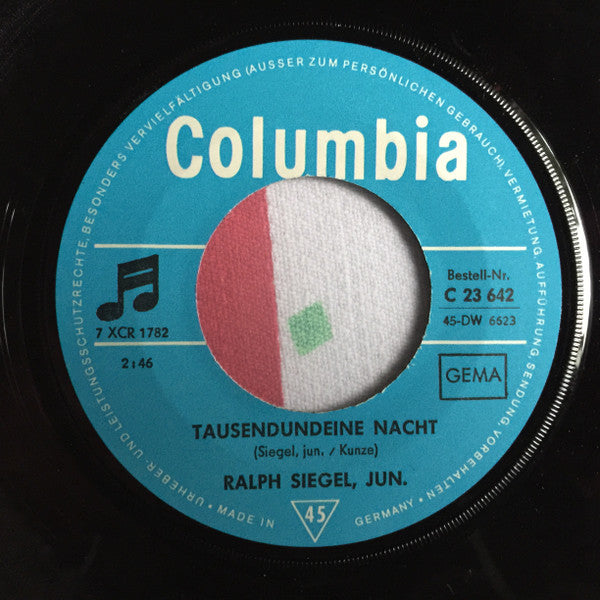 URHEBER UND LEISTUNGSSCHUTZRECHTE, BESONDERS VERVIELFÄLTIGUNG (AUSSER ZUM PERSÖNLICHEN GEBRAUCH), VERMIETUNG, AUFFÜHRUNG, SENDUNG, VORBEHALTEN
Columbia
7 XCR 1782
2:46
Bestell-Nr.
C 23 642
45-DW 6623
GEMA
TAUSENDUNDEINE NACHT
(Siegel, jun. / Kunze)
RALPH SIEGEL, JUN.
• MADE IN
45
GERMANY •